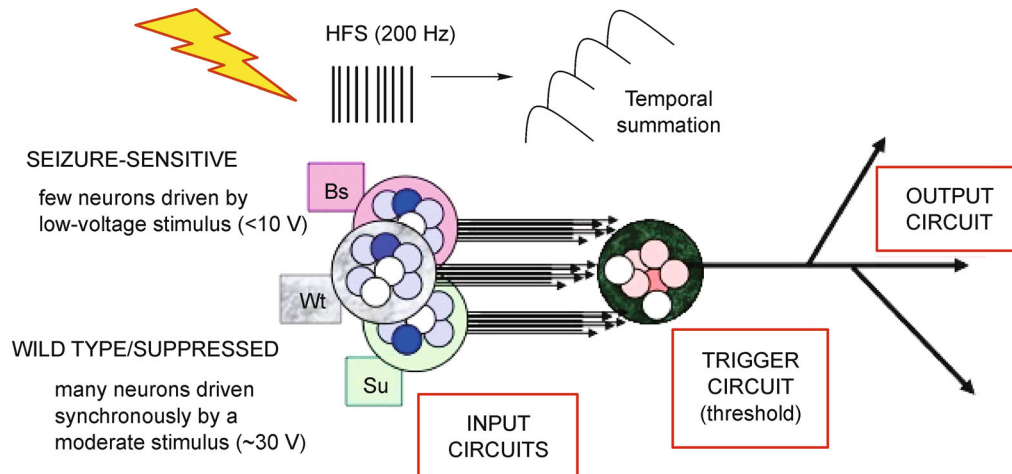 HFS (200 Hz)
Temporal
summation
SEIZURE-SENSITIVE
few neurons driven by
low-voltage stimulus (<10 V)
Bs
Wt
Su
WILD TYPE/SUPPRESSED
many neurons driven
synchronously by a
moderate stimulus (~30 V)
INPUT
CIRCUITS
TRIGGER
CIRCUIT
(threshold)
OUTPUT
CIRCUIT